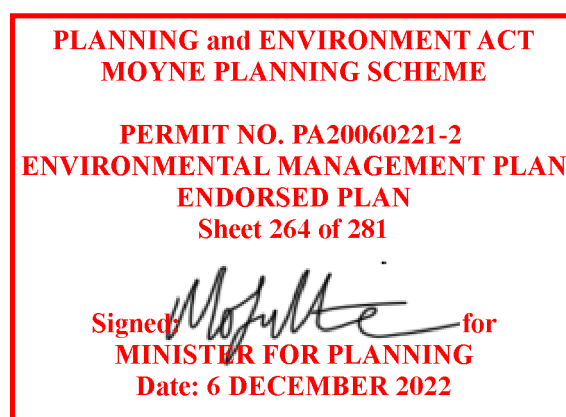 PLANNING and ENVIRONMENT ACT
MOYNE PLANNING SCHEME
PERMIT NO. PA20060221-2
ENVIRONMENTAL MANAGEMENT PLAN
ENDORSED PLAN
Sheet 264 of 281
Signed: for
MINISTER FOR PLANNING
Date: 6 DECEMBER 2022